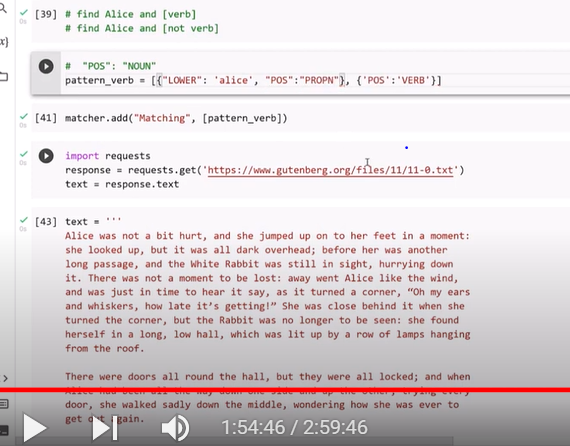 [39] # find Alice and [verb]
# find Alice and [not verb]
# "POS": "NOUN"
pattern_verb = [{"LOWER": 'alice', "POS":"PROPN"}, {'POS':'VERB'}]
[41] matcher.add("Matching", [pattern_verb])
import requests
response = requests.get('https://www.gutenberg.org/files/11/11-0.txt')
text = response.text
[43] text = '''
Alice was not a bit hurt, and she jumped up on to her feet in a moment:
she looked up, but it was all dark overhead; before her was another
long passage, and the White Rabbit was still in sight, hurrying down
it. There was not a moment to be lost: away went Alice like the wind,
and was just in time to hear it say, as it turned a corner, “Oh my ears
and whiskers, how late it’s getting!” She was close behind it when she
turned the corner, but the Rabbit was no longer to be seen: she found
herself in a long, low hall, which was lit up by a row of lamps hanging
from the roof.
There were doors all round the hall, but they were all locked; and when
Alice had been all the way down one side and up the other, trying every
door, she walked sadly down the middle, wondering how she was ever to
get out again.
1:54:46 / 2:59:46